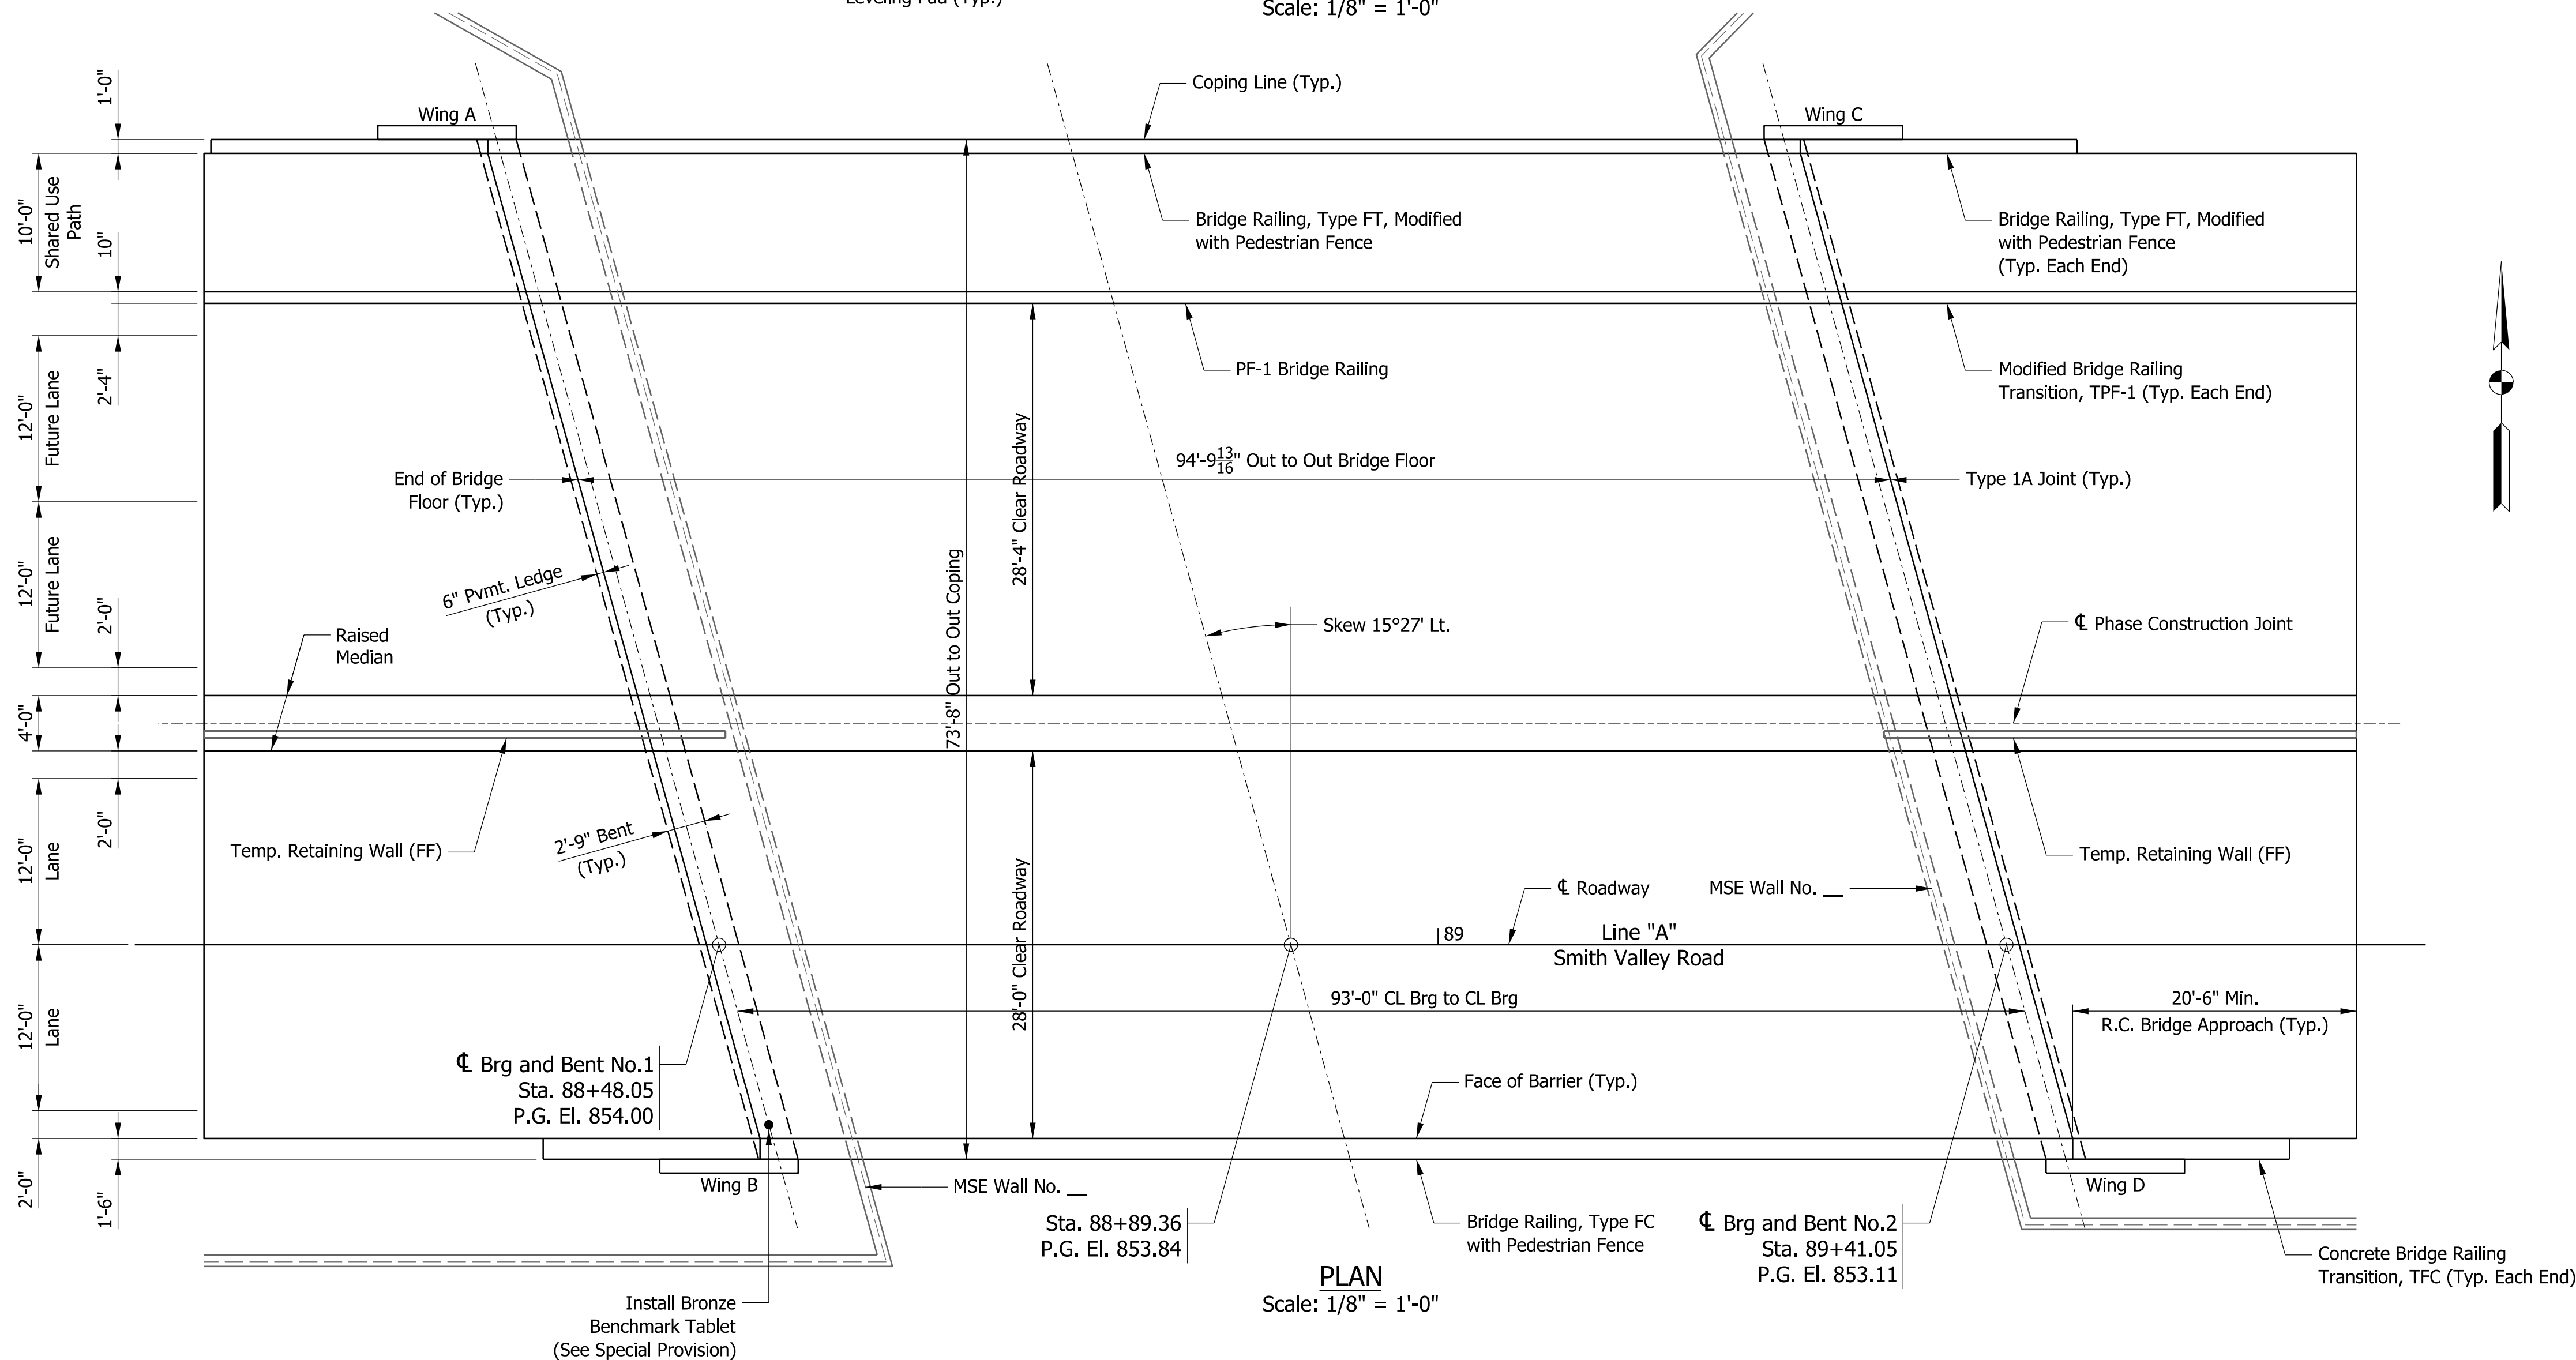 Scale: 1/8" = 1'-0"
1'-0"
Wing A
Coping Line (Typ.)
Wing C
10'-0"
Shared Use
Path
10"
Bridge Railing, Type FT, Modified
with Pedestrian Fence
Bridge Railing, Type FT, Modified
with Pedestrian Fence
(Typ. Each End)
12'-0"
Future Lane
2'-4"
PF-1 Bridge Railing
Modified Bridge Railing
Transition, TPF-1 (Typ. Each End)
28'-4" Clear Roadway
94'-9 13/16" Out to Out Bridge Floor
End of Bridge
Floor (Typ.)
Type 1A Joint (Typ.)
12'-0"
Future Lane
6" Pvmt. Ledge
(Typ.)
2'-0"
73'-8" Out to Out Coping
Skew 15°27' Lt.
℄ Phase Construction Joint
Raised
Median
4'-0"
2'-0"
12'-0"
Lane
2'-9" Bent
(Typ.)
Temp. Retaining Wall (FF)
Temp. Retaining Wall (FF)
28'-0" Clear Roadway
℄ Roadway
MSE Wall No. __
89
Line "A"
Smith Valley Road
93'-0" CL Brg to CL Brg
20'-6" Min.
R.C. Bridge Approach (Typ.)
12'-0"
Lane
℄ Brg and Bent No.1
Sta. 88+48.05
P.G. El. 854.00
Face of Barrier (Typ.)
2'-0"
1'-6"
Wing B
MSE Wall No. __
Wing D
Sta. 88+89.36
P.G. El. 853.84
Bridge Railing, Type FC
with Pedestrian Fence
℄ Brg and Bent No.2
Sta. 89+41.05
P.G. El. 853.11
Concrete Bridge Railing
Transition, TFC (Typ. Each End)
Install Bronze
Benchmark Tablet
(See Special Provision)
PLAN
Scale: 1/8" = 1'-0"